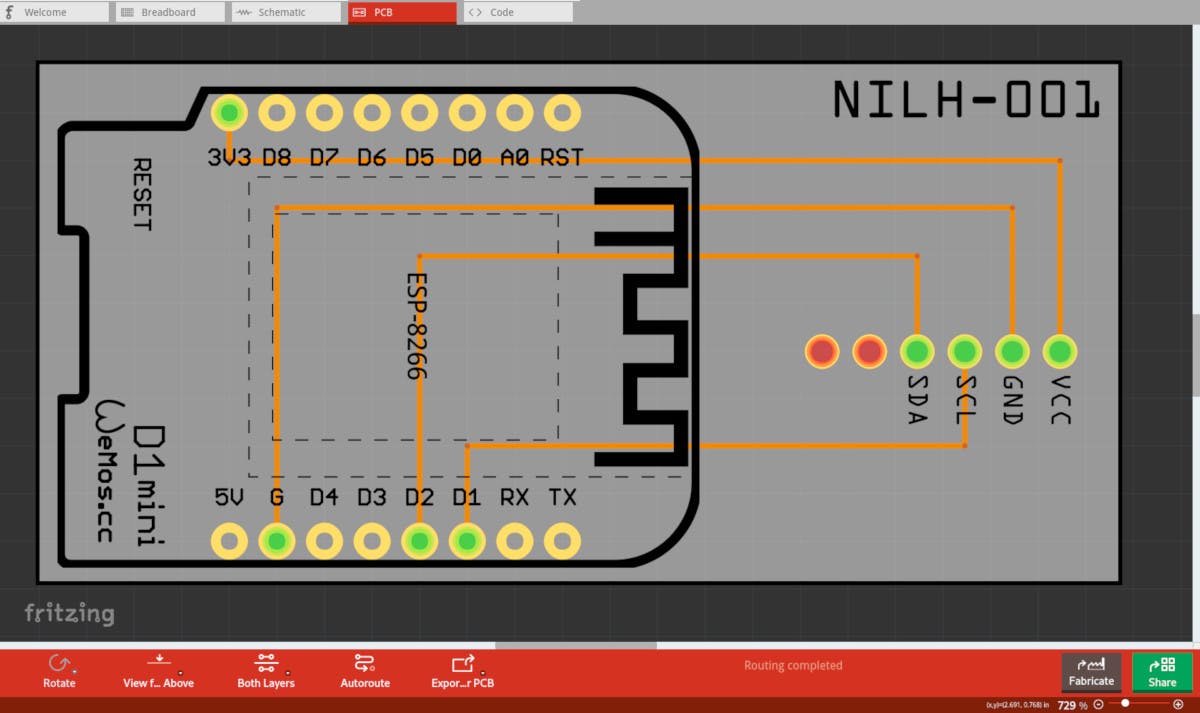 Welcome
Breadboard
Schematic
PCB
Code
NILH-001
3V3 D8 D7 D6 D5 D0 A0 RST
RESET
ESP-8266
SDA
SCL
GND
VCC
D1 mini
WeMos.cc
5V G D4 D3 D2 D1 RX TX
fritzing
Rotate
View f... Above
Both Layers
Autoroute
Expor...r PCB
Routing completed
Fabricate
Share
(x,y)=(2.691, 0.768) in
729 %